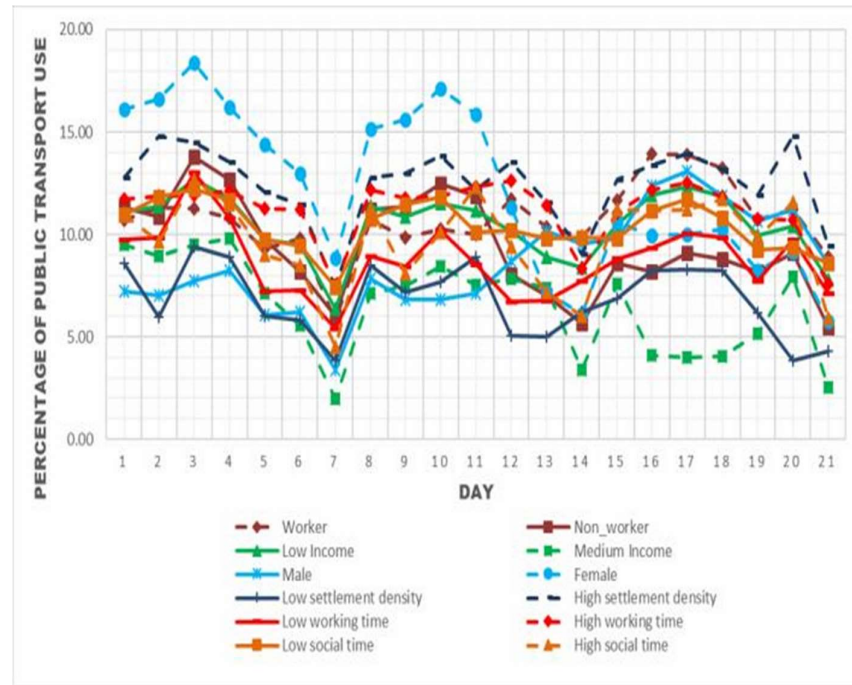 PERCENTAGE OF PUBLIC TRANSPORT USE
20.00
15.00
10.00
5.00
0.00
1 2 3 4 5 6 7 8 9 10 11 12 13 14 15 16 17 18 19 20 21
DAY
Worker Non_worker
Low Income Medium Income
Male Female
Low settlement density High settlement density
Low working time High working time
Low social time High social time